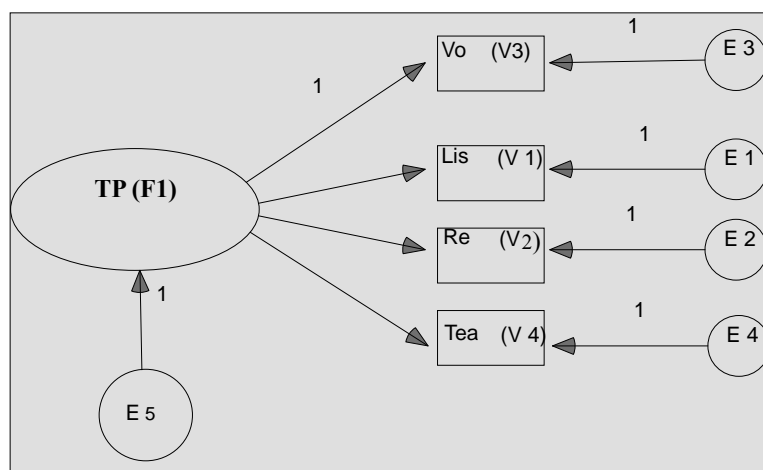 1
Vo (V3)
E 3
1
1
Lis (V 1)
E 1
TP (F1)
1
Re (V2)
E 2
1
1
Tea (V 4)
E 4
E 5